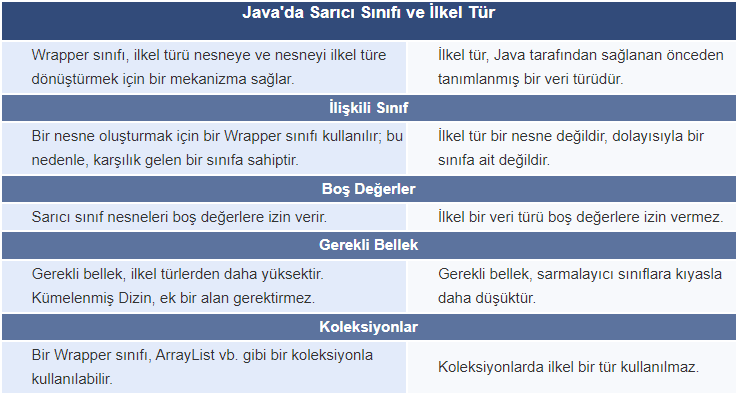 Java'da Sarıcı Sınıfı ve İlkel Tür
Wrapper sınıfı, ilkel türü nesneye ve nesneyi ilkel türe
dönüştürmek için bir mekanizma sağlar.
İlkel tür, Java tarafından sağlanan önceden
tanımlanmış bir veri türüdür.
İlişkili Sınıf
Bir nesne oluşturmak için bir Wrapper sınıfı kullanılır; bu
nedenle, karşılık gelen bir sınıfa sahiptir.
İlkel tür bir nesne değildir, dolayısıyla bir
sınıfa ait değildir.
Boş Değerler
Sarıcı sınıf nesneleri boş değerlere izin verir.
İlkel bir veri türü boş değerlere izin vermez.
Gerekli Bellek
Gerekli bellek, ilkel türlerden daha yüksektir.
Kümelenmiş Dizin, ek bir alan gerektirmez.
Gerekli bellek, sarmalayıcı sınıflara kıyasla
daha düşüktür.
Koleksiyonlar
Bir Wrapper sınıfı, ArrayList vb. gibi bir koleksiyonla
kullanılabilir.
Koleksiyonlarda ilkel bir tür kullanılmaz.